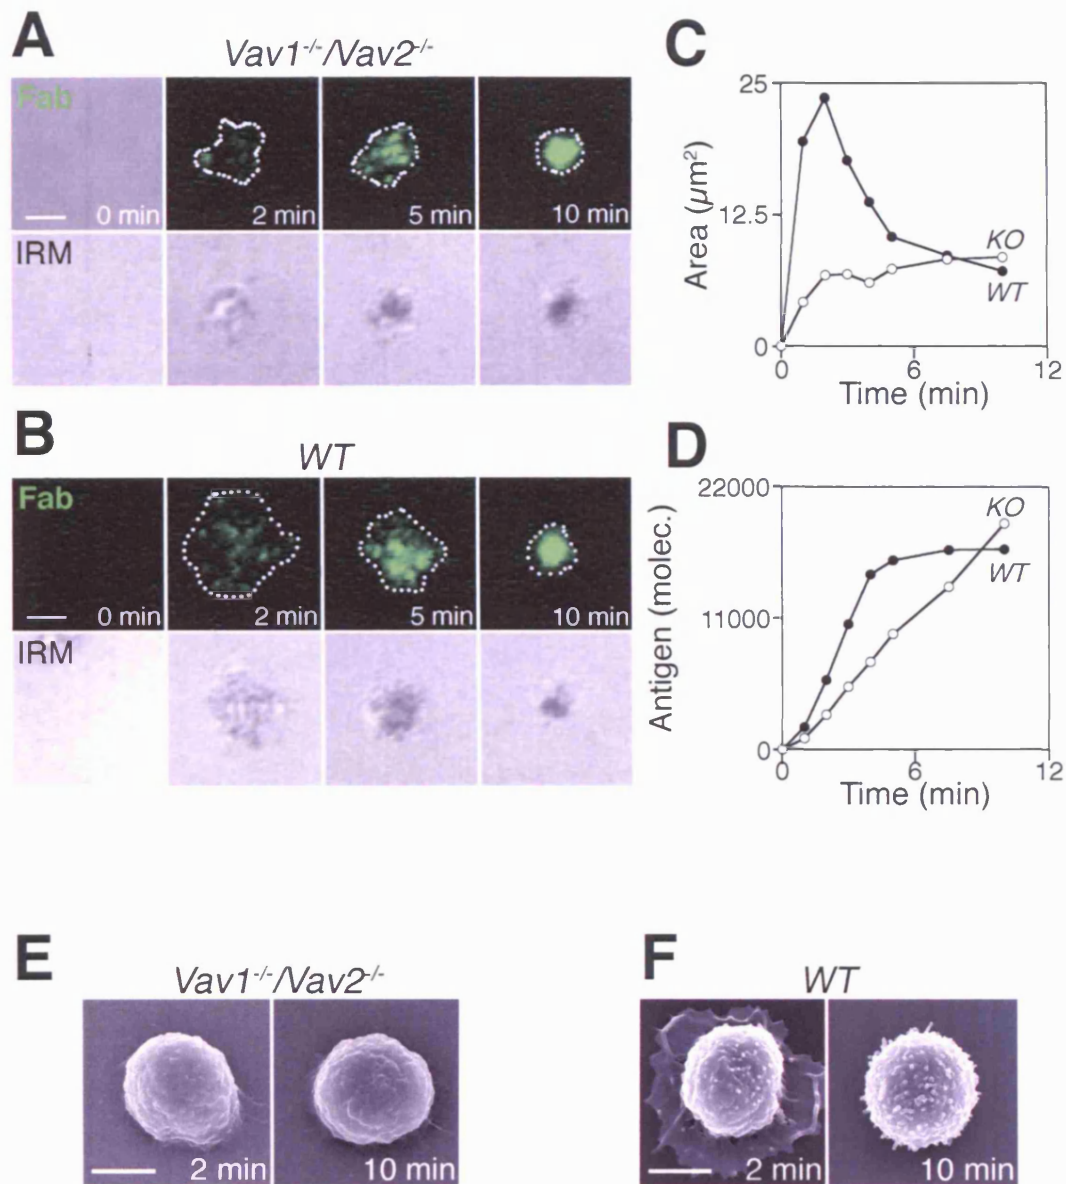 A
Vav1-/-/Vav2-/-
Fab
0 min
2 min
5 min
10 min
IRM
B
WT
Fab
0 min
2 min
5 min
10 min
IRM
C
25
12.5
0
Area (µm²)
KO
WT
0
6
12
Time (min)
D
22000
11000
0
Antigen (molec.)
KO
WT
0
6
12
Time (min)
E
Vav1-/-/Vav2-/-
2 min
10 min
F
WT
2 min
10 min